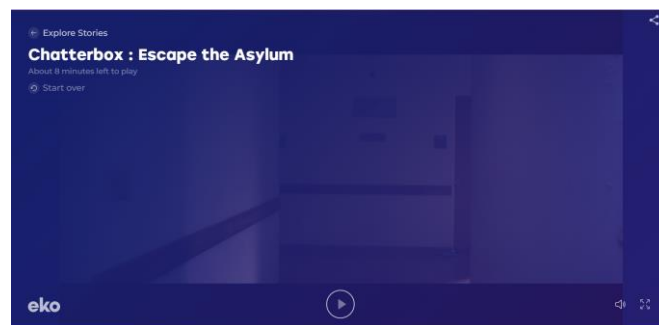 Explore Stories
Chatterbox : Escape the Asylum
About 8 minutes left to play
Start over
eko